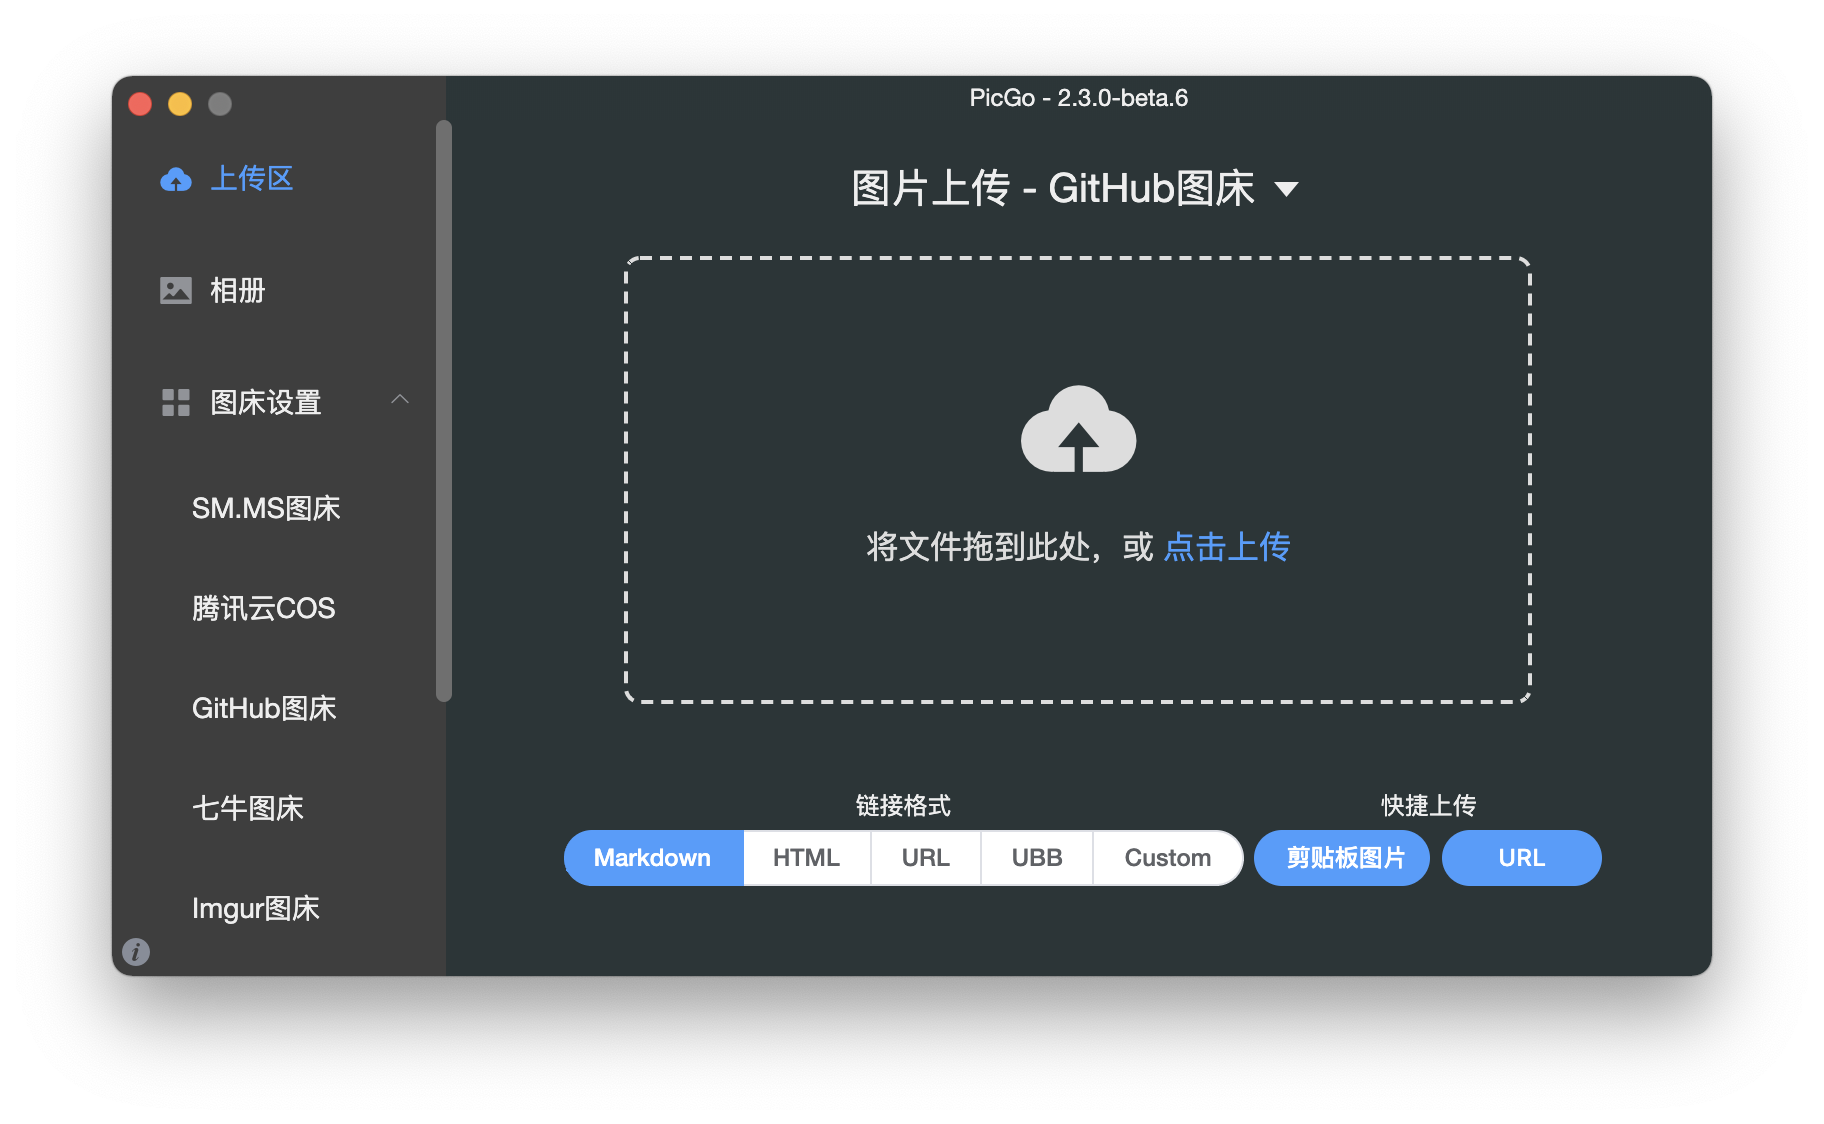 PicGo - 2.3.0-beta.6
上传区
相册
图床设置
SM.MS图床
腾讯云COS
GitHub图床
七牛图床
Imgur图床
图片上传 - GitHub图床
将文件拖到此处，或 点击上传
链接格式
Markdown HTML URL UBB Custom
快捷上传
剪贴板图片 URL